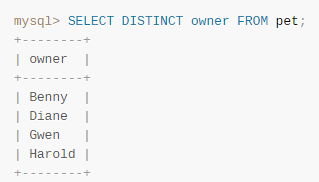 mysql> SELECT DISTINCT owner FROM pet;
+--------+
| owner  |
+--------+
| Benny  |
| Diane  |
| Gwen   |
| Harold |
+--------+